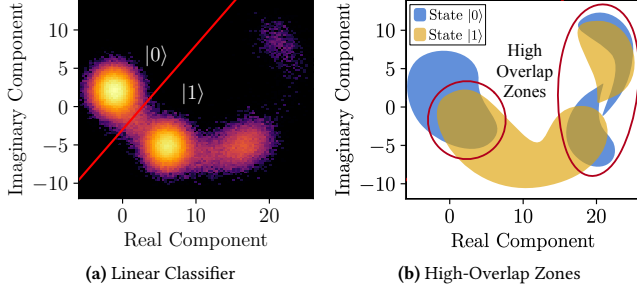 Imaginary Component
10
5
0
−5
−10
|0⟩
|1⟩
0
10
20
Real Component
(a) Linear Classifier
Imaginary Component
10
5
0
−5
−10
State |0⟩
State |1⟩
High
Overlap
Zones
0
10
20
Real Component
(b) High-Overlap Zones